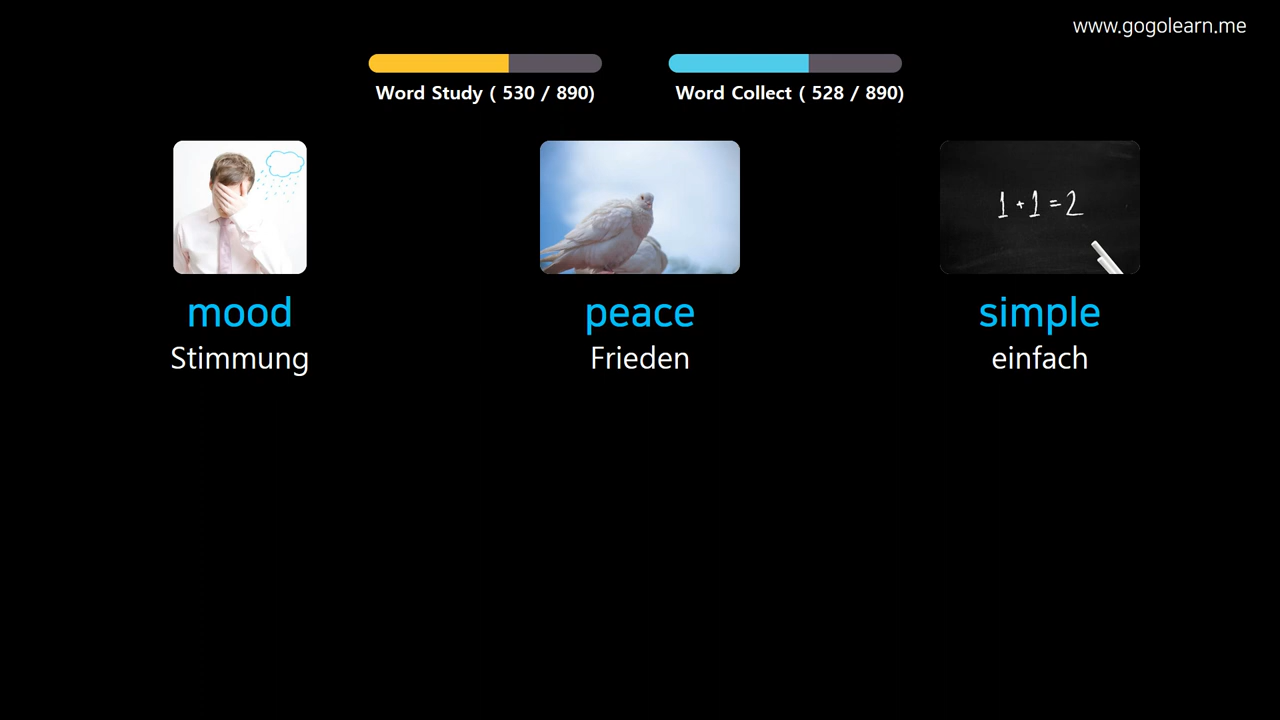 www.gogolearn.me
Word Study ( 530 / 890)
Word Collect ( 528 / 890)
1 + 1 = 2
mood
Stimmung
peace
Frieden
simple
einfach